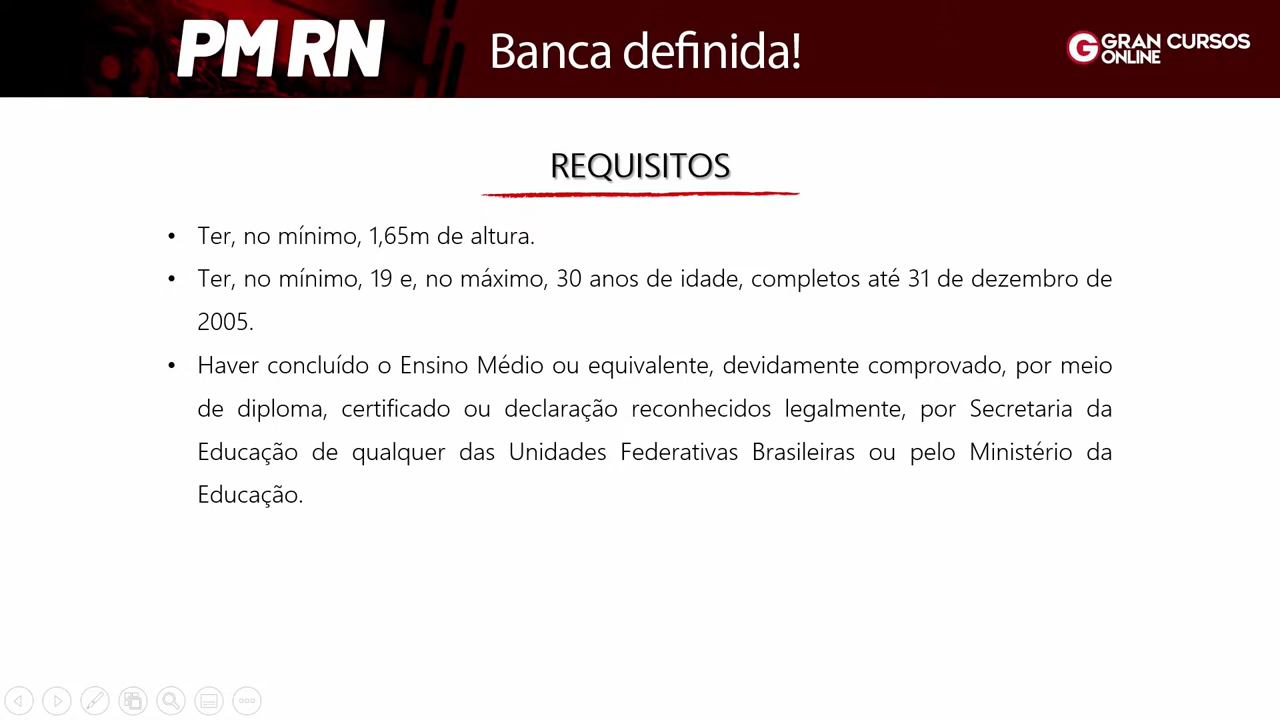 PM RN
Banca definida!
GRAN CURSOS
ONLINE
REQUISITOS
• Ter, no mínimo, 1,65m de altura.
• Ter, no mínimo, 19 e, no máximo, 30 anos de idade, completos até 31 de dezembro de
2005.
• Haver concluído o Ensino Médio ou equivalente, devidamente comprovado, por meio
de diploma, certificado ou declaração reconhecidos legalmente, por Secretaria da
Educação de qualquer das Unidades Federativas Brasileiras ou pelo Ministério da
Educação.